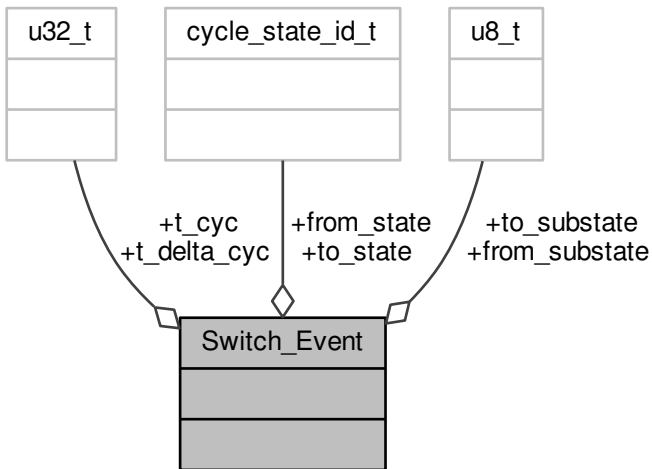 u32_t
cycle_state_id_t
u8_t
+t_cyc
+t_delta_cyc
+from_state
+to_state
+to_substate
+from_substate
Switch_Event